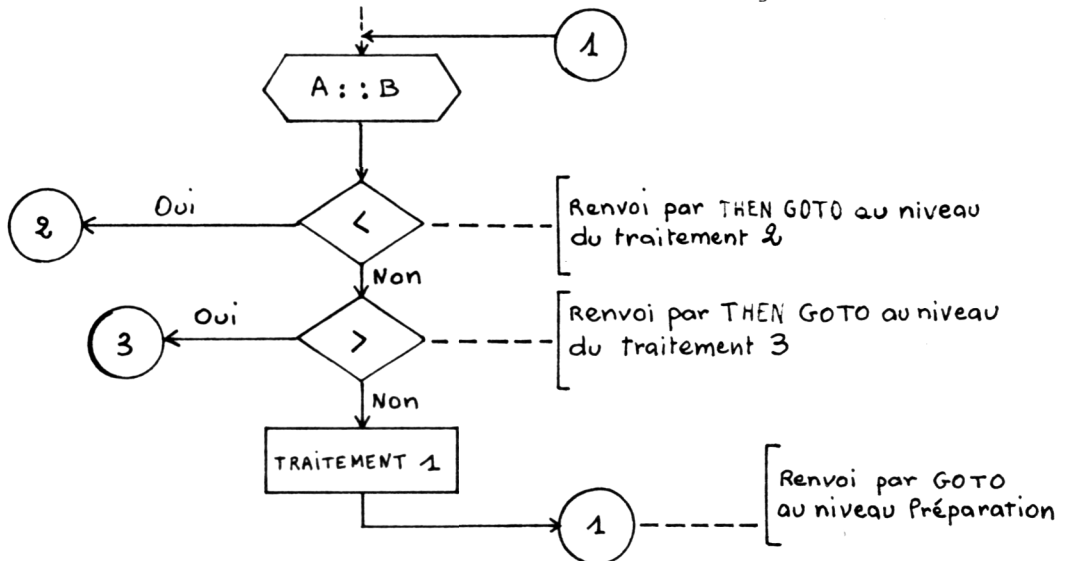 1
A : : B
Oui
2
<
Renvoi par THEN GOTO au niveau
du traitement 2
Non
Oui
3
>
Renvoi par THEN GOTO au niveau
du traitement 3
Non
TRAITEMENT 1
1
Renvoi par GOTO
au niveau Préparation